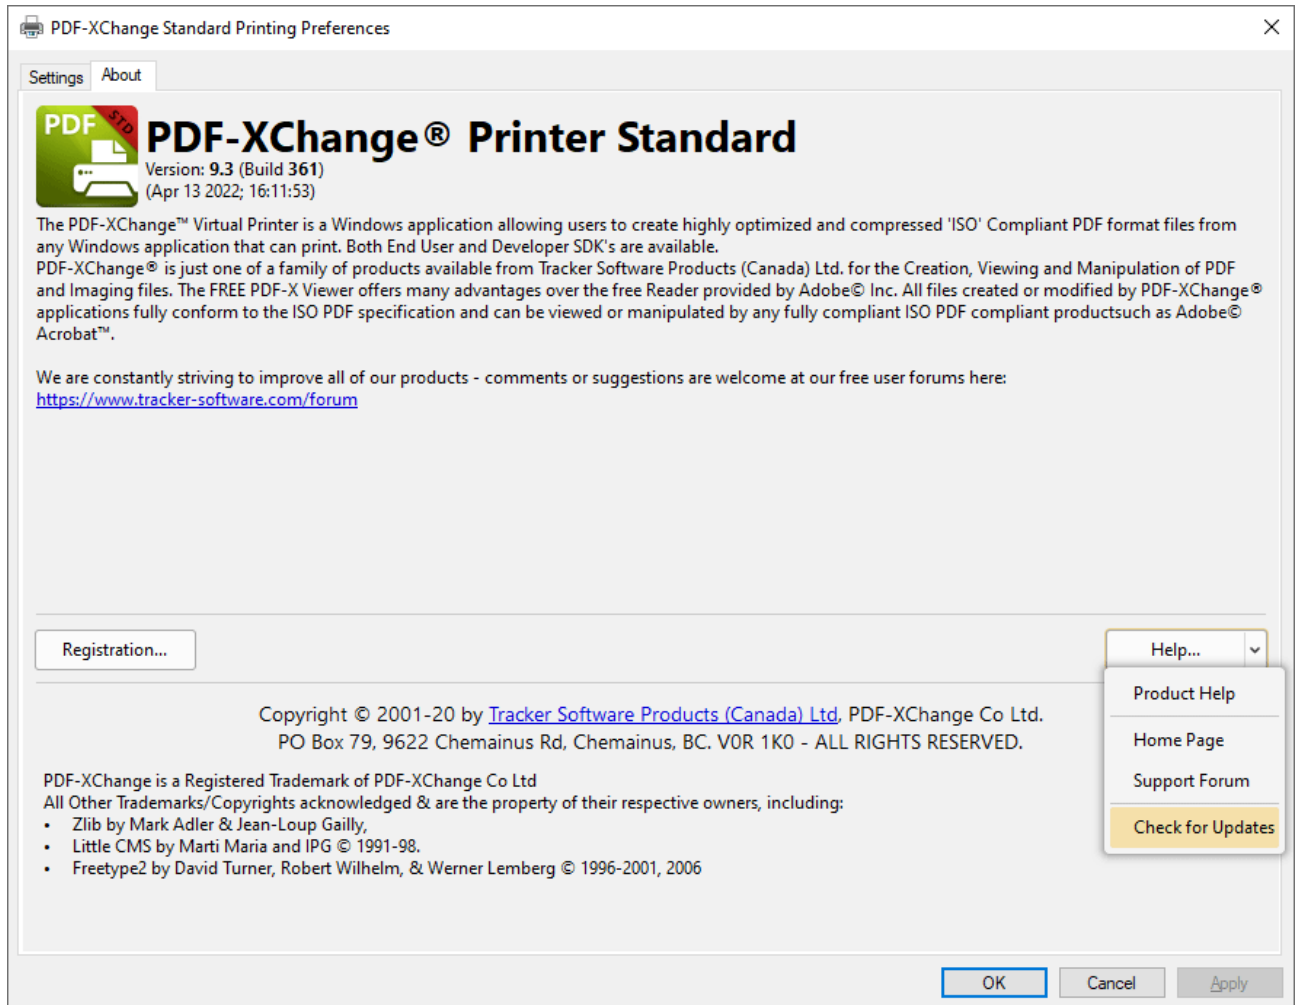 PDF-XChange Standard Printing Preferences
Settings
About
PDF
STD
PDF-XChange® Printer Standard
Version: 9.3 (Build 361)
(Apr 13 2022; 16:11:53)
The PDF-XChange™ Virtual Printer is a Windows application allowing users to create highly optimized and compressed 'ISO' Compliant PDF format files from
any Windows application that can print. Both End User and Developer SDK's are available.
PDF-XChange® is just one of a family of products available from Tracker Software Products (Canada) Ltd. for the Creation, Viewing and Manipulation of PDF
and Imaging files. The FREE PDF-X Viewer offers many advantages over the free Reader provided by Adobe© Inc. All files created or modified by PDF-XChange®
applications fully conform to the ISO PDF specification and can be viewed or manipulated by any fully compliant ISO PDF compliant productsuch as Adobe©
Acrobat™.
We are constantly striving to improve all of our products - comments or suggestions are welcome at our free user forums here:
https://www.tracker-software.com/forum
Registration...
Help...
Product Help
Home Page
Support Forum
Check for Updates
Copyright © 2001-20 by Tracker Software Products (Canada) Ltd, PDF-XChange Co Ltd.
PO Box 79, 9622 Chemainus Rd, Chemainus, BC. V0R 1K0 - ALL RIGHTS RESERVED.
PDF-XChange is a Registered Trademark of PDF-XChange Co Ltd
All Other Trademarks/Copyrights acknowledged & are the property of their respective owners, including:
• Zlib by Mark Adler & Jean-Loup Gailly,
• Little CMS by Marti Maria and IPG © 1991-98.
• Freetype2 by David Turner, Robert Wilhelm, & Werner Lemberg © 1996-2001, 2006
OK
Cancel
Apply